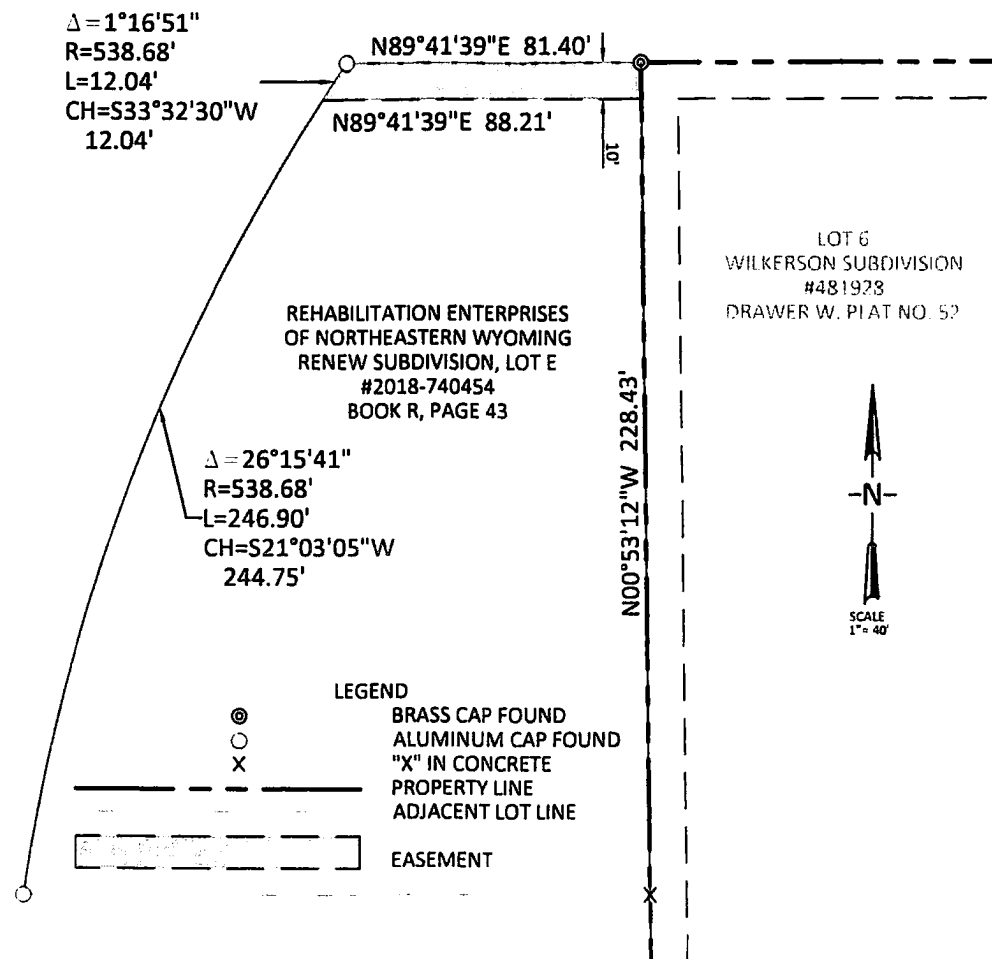 Δ=1°16'51"
R=538.68'
L=12.04'
CH=S33°32'30"W
12.04'
N89°41'39"E 81.40'
N89°41'39"E 88.21'
10'
LOT 6
WILKERSON SUBDIVISION
#481928
DRAWER W. PLAT NO. 52
REHABILITATION ENTERPRISES
OF NORTHEASTERN WYOMING
RENEW SUBDIVISION, LOT E
#2018-740454
BOOK R, PAGE 43
N00°53'12"W 228.43'
Δ=26°15'41"
R=538.68'
L=246.90'
CH=S21°03'05"W
244.75'
-N-
SCALE
1"= 40'
LEGEND
BRASS CAP FOUND
ALUMINUM CAP FOUND
X "X" IN CONCRETE
PROPERTY LINE
ADJACENT LOT LINE
EASEMENT
X